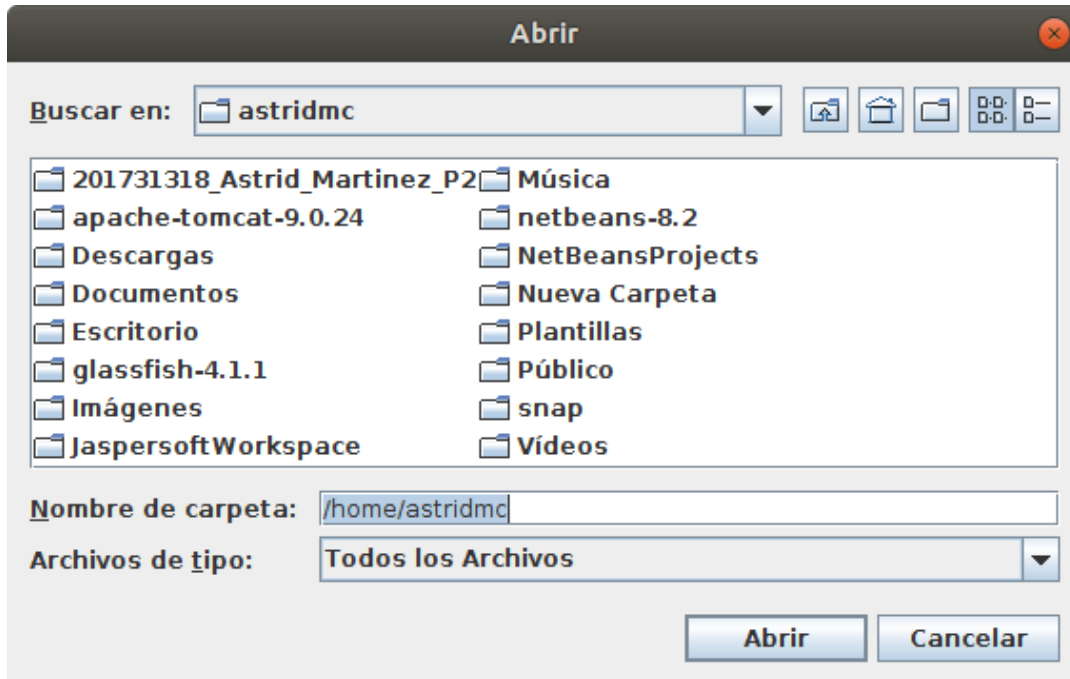 Abrir
Buscar en: astridmc
201731318_Astrid_Martinez_P2
apache-tomcat-9.0.24
Descargas
Documentos
Escritorio
glassfish-4.1.1
Imágenes
JaspersoftWorkspace
Música
netbeans-8.2
NetBeansProjects
Nueva Carpeta
Plantillas
Público
snap
Vídeos
Nombre de carpeta: /home/astridmc
Archivos de tipo: Todos los Archivos
Abrir Cancelar